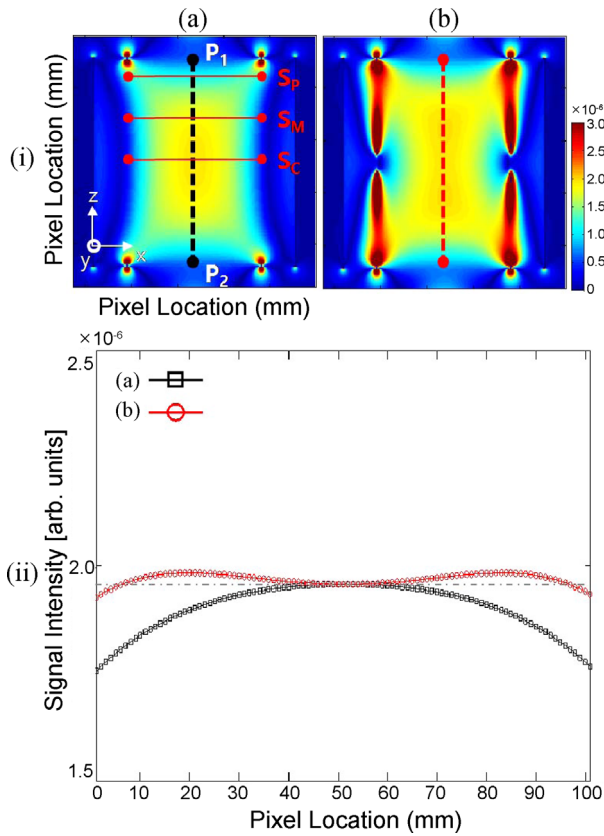 (a) (b)
(i)
Pixel Location (mm)
P1
SP
SM
SC
z
y x
P2
×10⁻⁶
3.0
2.5
2.0
1.5
1.0
0.5
0
Pixel Location (mm)
(ii)
×10⁻⁶
2.5
(a)
(b)
Signal Intensity [arb. units]
2.0
1.5
0 10 20 30 40 50 60 70 80 90 100
Pixel Location (mm)